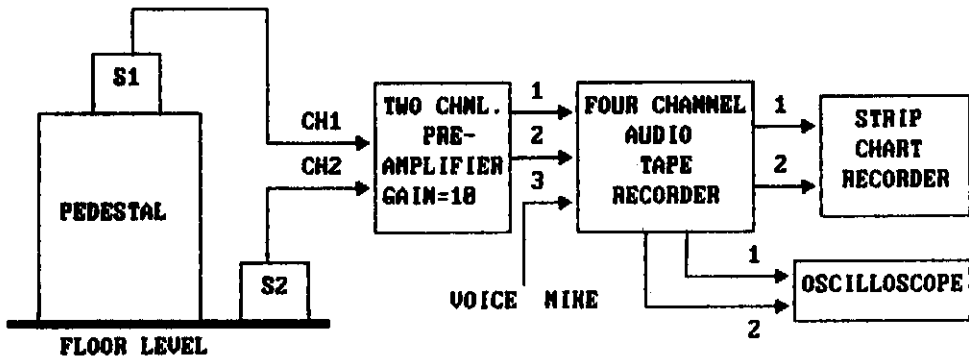 S1
CH1
CH2
PEDESTAL
S2
FLOOR LEVEL
TWO CHNL.
PRE-
AMPLIFIER
GAIN=10
1
2
3
VOICE MIKE
FOUR CHANNEL
AUDIO
TAPE
RECORDER
1
2
STRIP
CHART
RECORDER
1
2
OSCILLOSCOPE